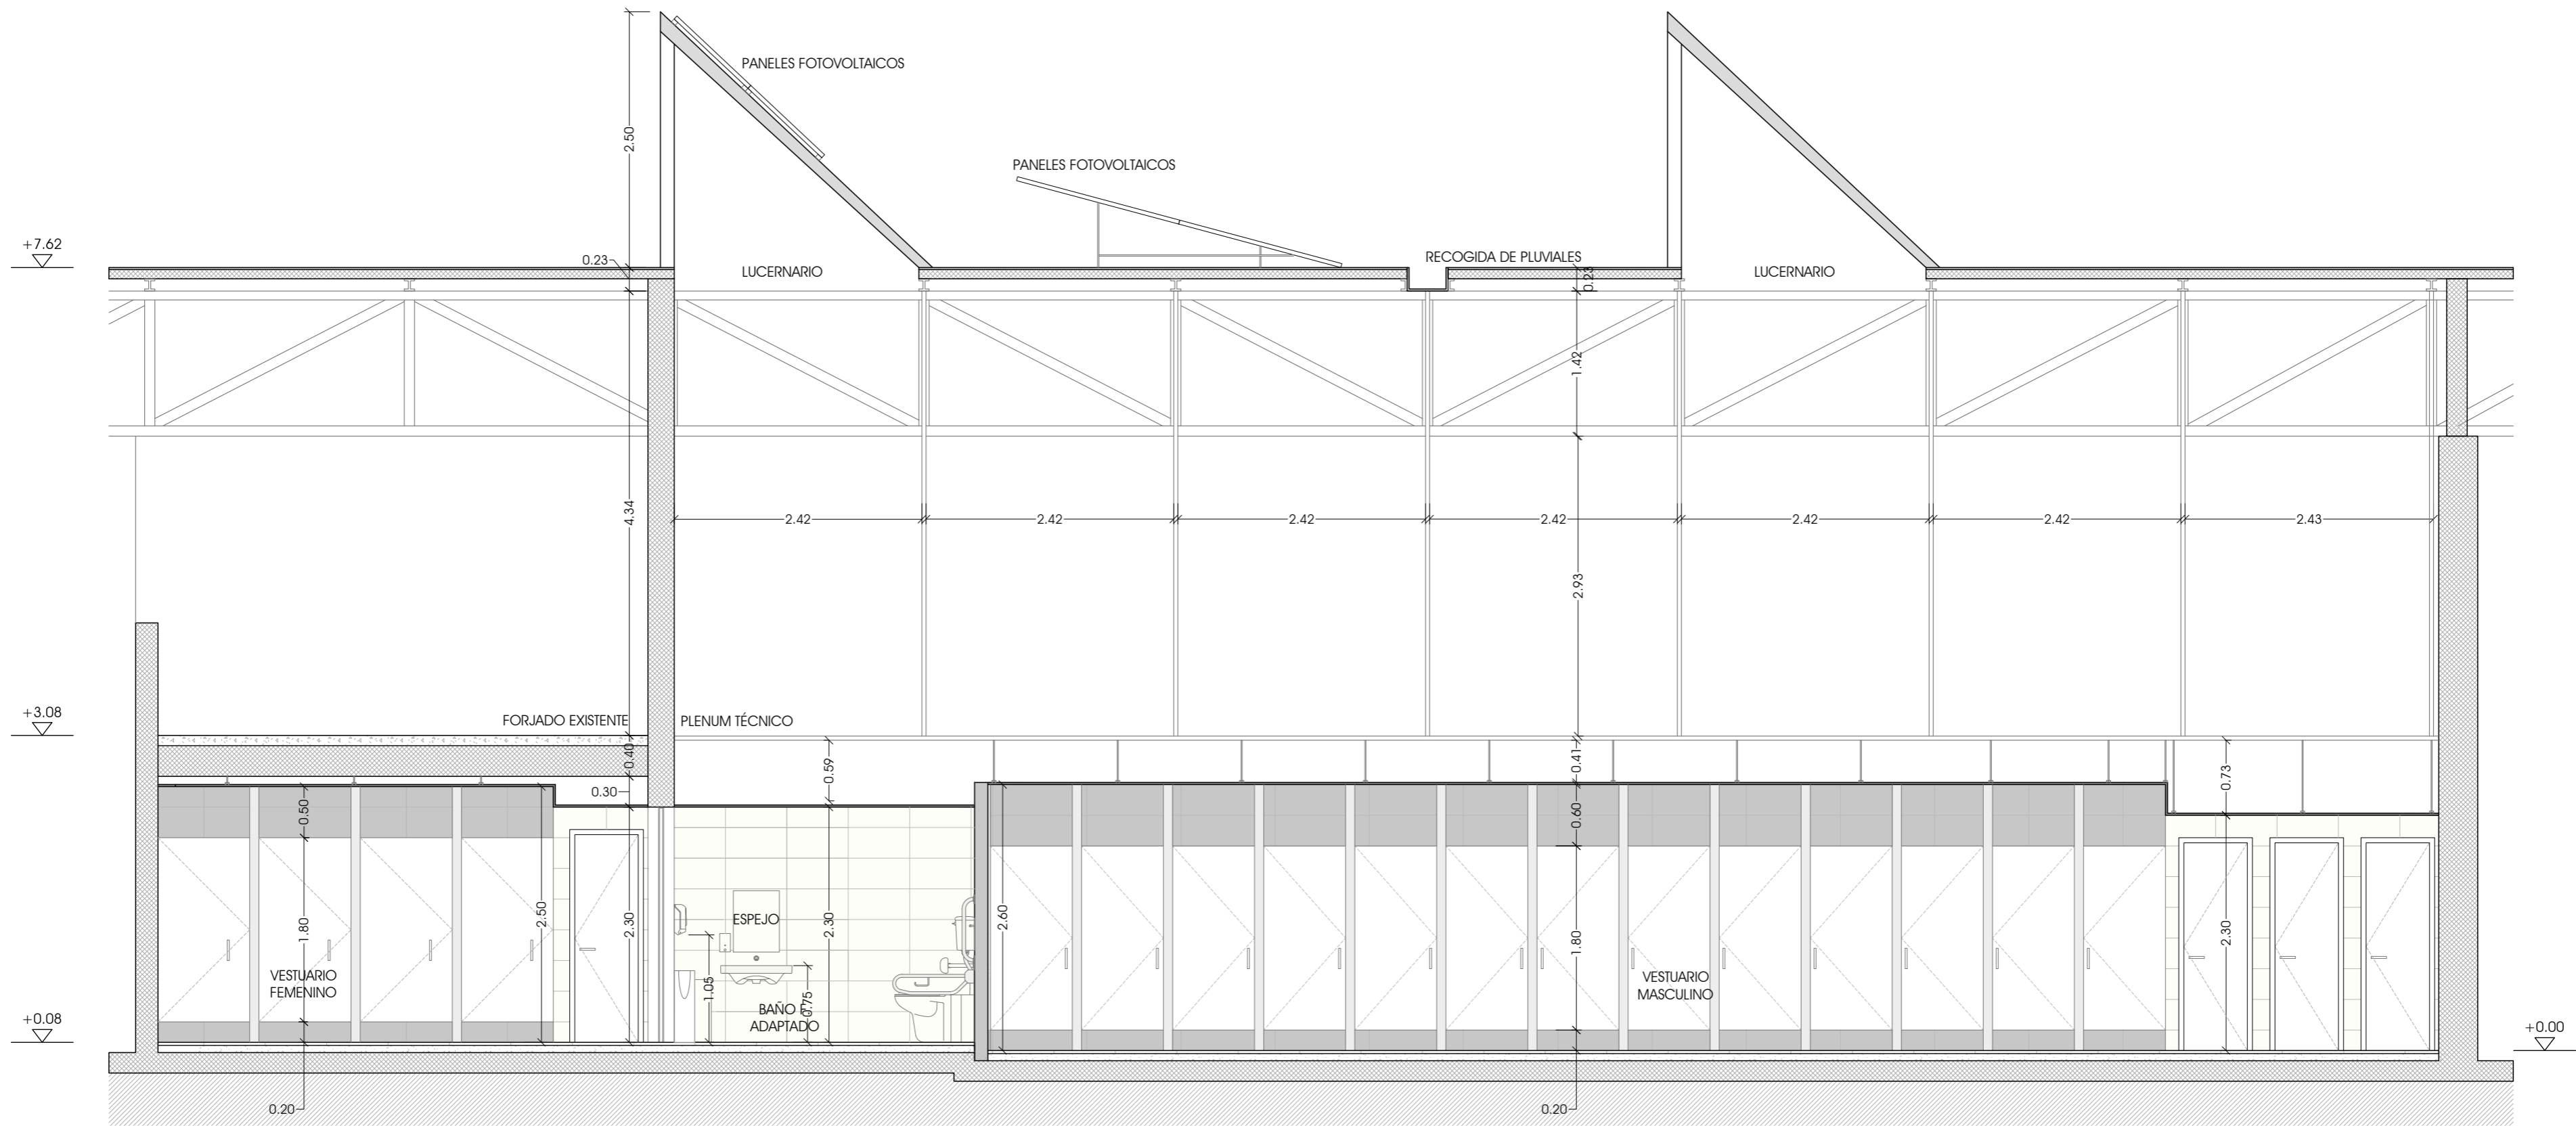 PANELES FOTOVOLTAICOS
2.50
PANELES FOTOVOLTAICOS
+7.62
0.23
LUCERNARIO
RECOGIDA DE PLUVIALES
0.23
LUCERNARIO
1.42
4.34
2.42
2.42
2.42
2.42
2.42
2.42
2.43
2.93
+3.08
FORJADO EXISTENTE
PLENUM TÉCNICO
0.40
0.59
0.41
0.73
0.30
0.50
0.60
1.80
2.50
2.30
ESPEJO
2.30
2.60
1.80
2.30
VESTUARIO
FEMENINO
1.05
0.75
BAÑO F
ADAPTADO
VESTUARIO
MASCULINO
+0.08
+0.00
0.20
0.20